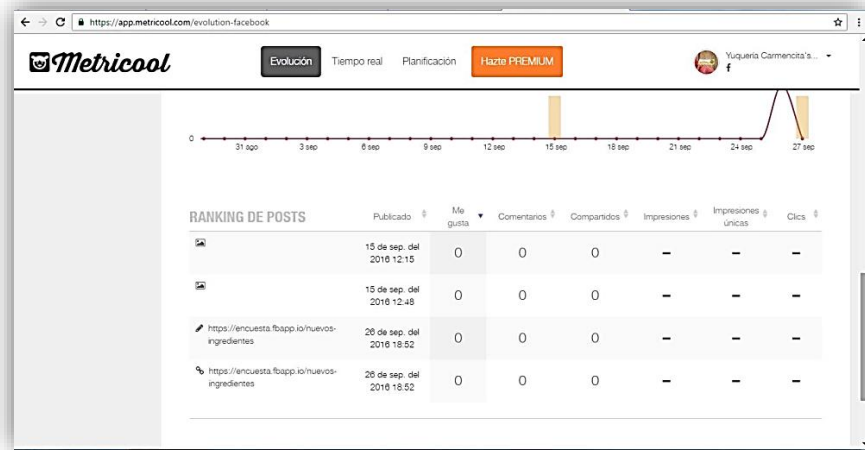 https://app.metricool.com/evolution-facebook
Metricool
Evolución Tiempo real Planificación Hazte PREMIUM Yuquería Carmencita's...
0
31 ago 3 sep 6 sep 9 sep 12 sep 15 sep 18 sep 21 sep 24 sep 27 sep
RANKING DE POSTS Publicado Me gusta Comentarios Compartidos Impresiones Impresiones únicas Clics
15 de sep. del
2016 12:15 0 0 0 – – –
15 de sep. del
2016 12:48 0 0 0 – – –
https://encuesta.fbapp.io/nuevos- 26 de sep. del
ingredientes 2016 18:52 0 0 0 – – –
https://encuesta.fbapp.io/nuevos- 26 de sep. del
ingredientes 2016 18:52 0 0 0 – – –